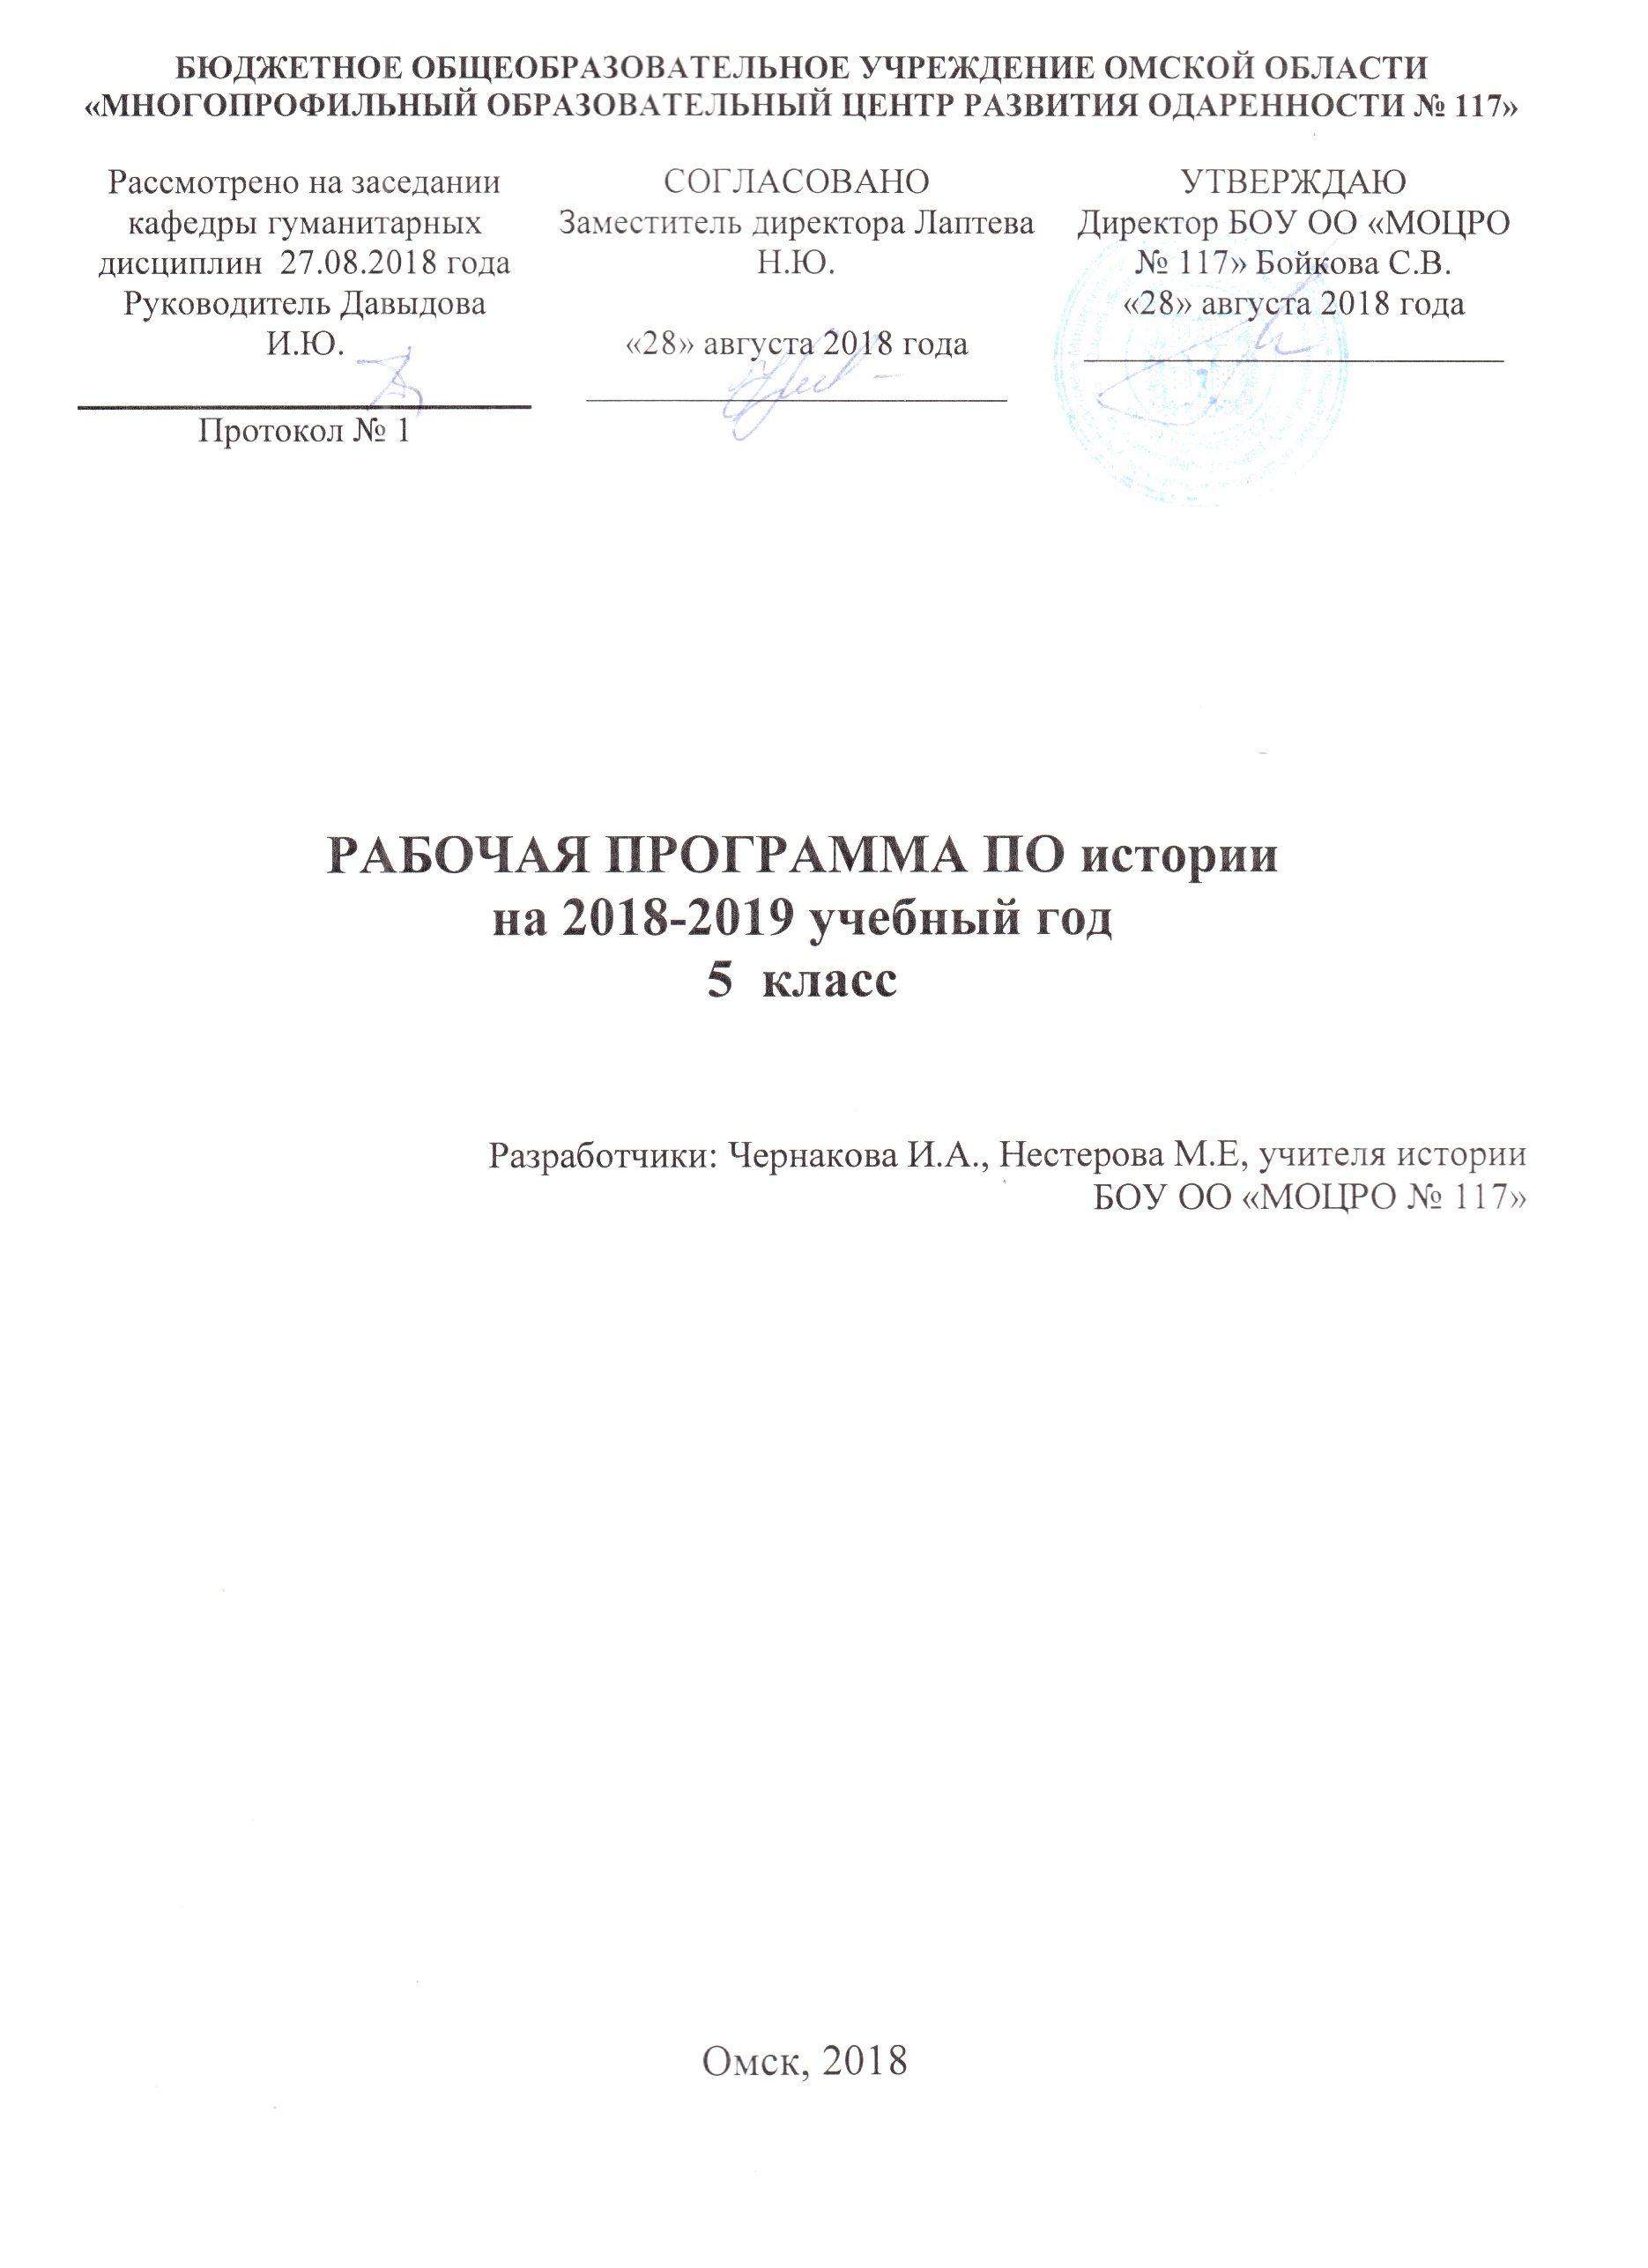 БЮДЖЕТНОЕ ОБЩЕОБРАЗОВАТЕЛЬНОЕ УЧРЕЖДЕНИЕ ОМСКОЙ ОБЛАСТИ
«МНОГОПРОФИЛЬНЫЙ ОБРАЗОВАТЕЛЬНЫЙ ЦЕНТР РАЗВИТИЯ ОДАРЕННОСТИ № 117»
Рассмотрено на заседании
кафедры гуманитарных
дисциплин 27.08.2018 года
Руководитель Давыдова
И.Ю.
Протокол № 1
СОГЛАСОВАНО
Заместитель директора Лаптева
Н.Ю.
«28» августа 2018 года
УТВЕРЖДАЮ
Директор БОУ ОО «МОЦРО
№ 117» Бойкова С.В.
«28» августа 2018 года
РАБОЧАЯ ПРОГРАММА ПО истории
на 2018-2019 учебный год
5 класс
Разработчики: Чернакова И.А., Нестерова М.Е, учителя истории
БОУ ОО «МОЦРО № 117»
Омск, 2018